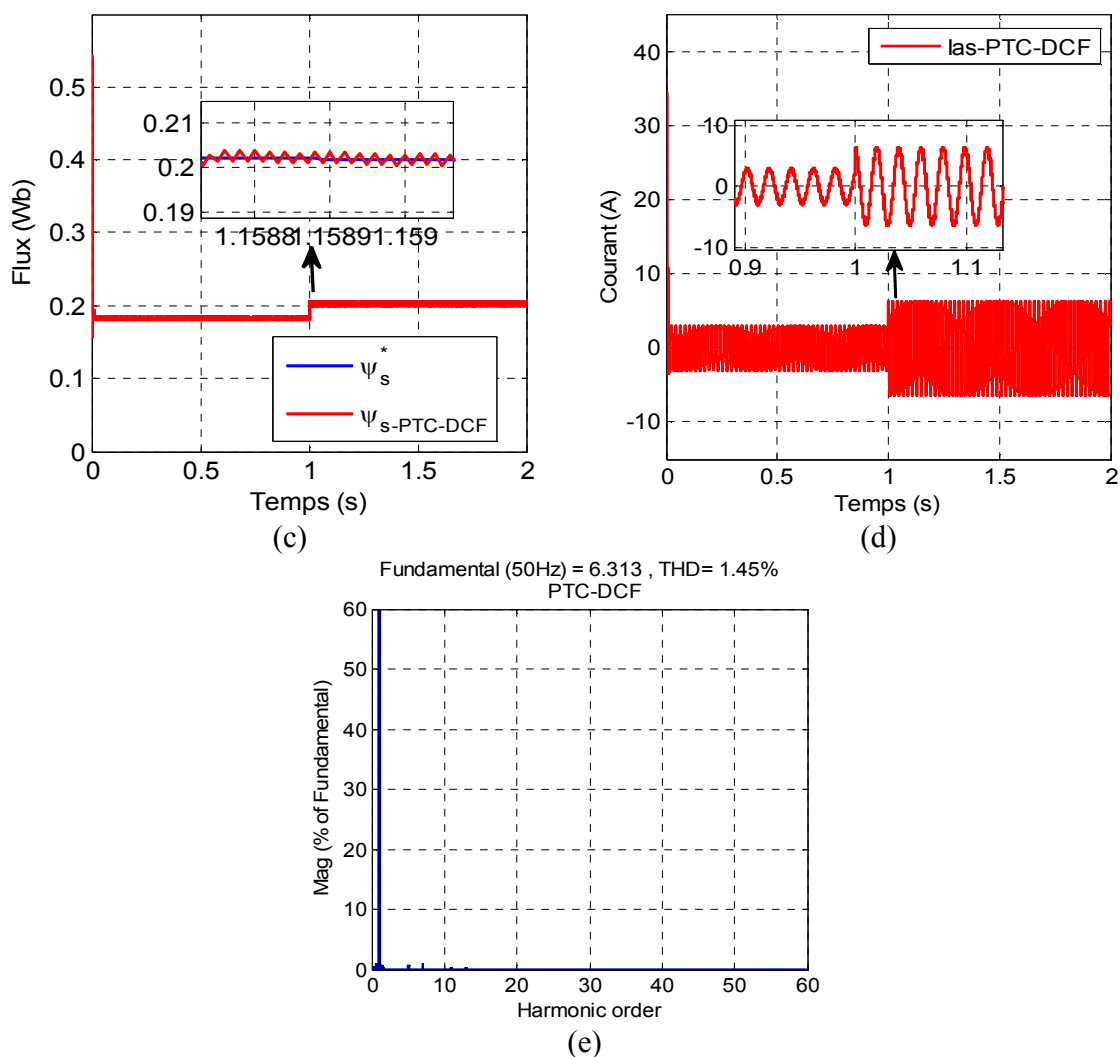 0.5
0.4
0.3
0.2
0.1
0
Flux (Wb)
0.21
0.2
0.19
1.1588
1.1589
1.159
ψs*
ψs-PTC-DCF
0 0.5 1 1.5 2
Temps (s)
(c)
40
30
20
10
0
-10
Courant (A)
Ias-PTC-DCF
10
0
-10
0.9 1 1.1
0 0.5 1 1.5 2
Temps (s)
(d)
Fundamental (50Hz) = 6.313 , THD= 1.45%
PTC-DCF
60
50
40
30
20
10
0
Mag (% of Fundamental)
0 10 20 30 40 50 60
Harmonic order
(e)